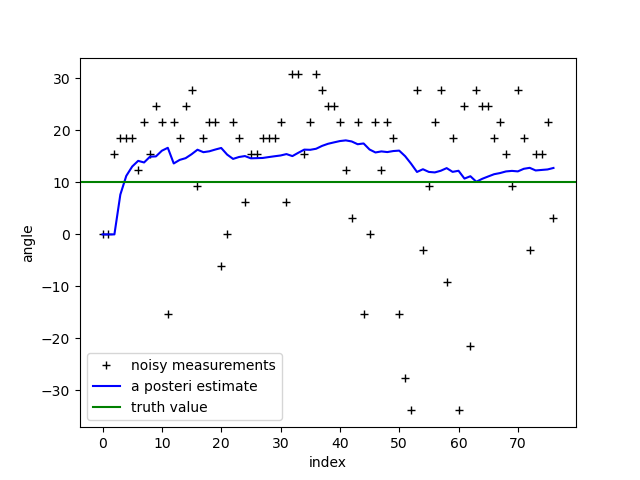 angle
30
20
10
0
−10
−20
−30
noisy measurements
a posteri estimate
truth value
0 10 20 30 40 50 60 70
index